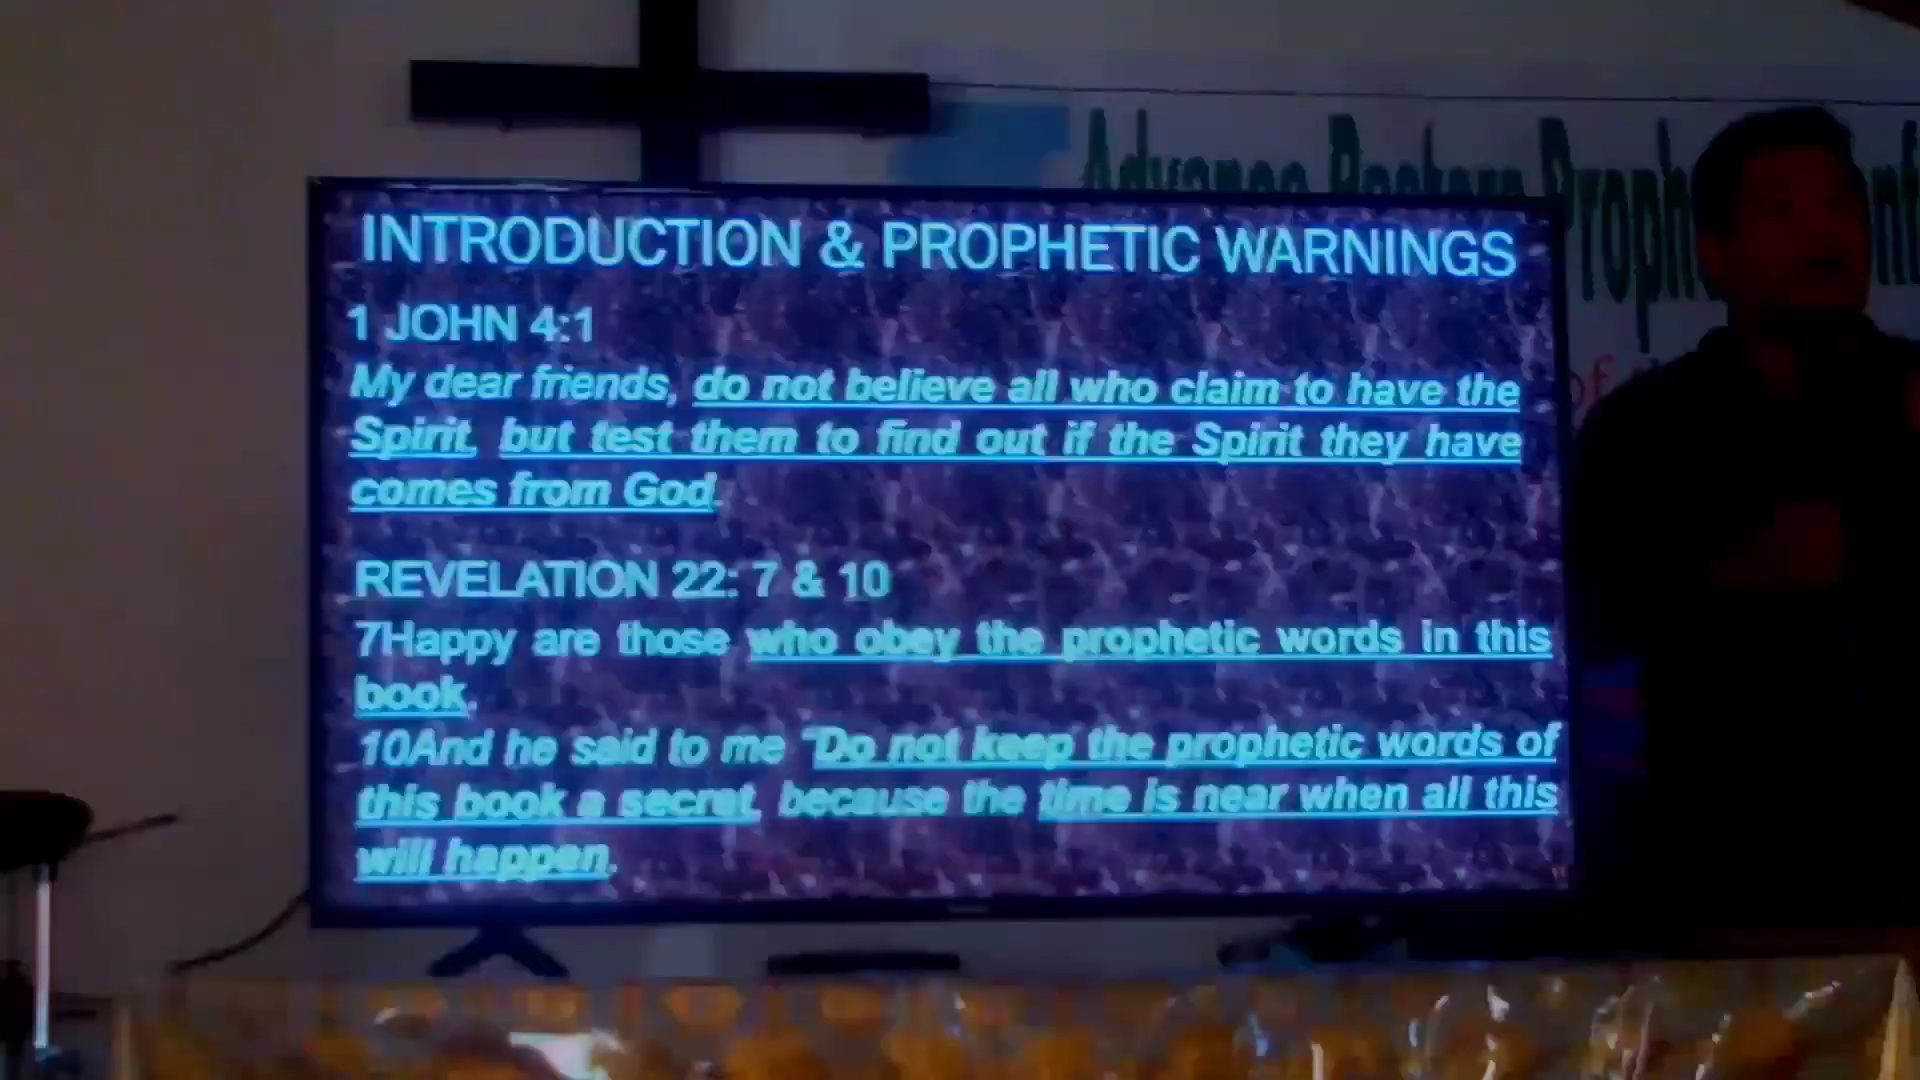 Advance Pastors Prophe
INTRODUCTION & PROPHETIC WARNINGS
1 JOHN 4:1
My dear friends, do not believe all who claim to have the
Spirit, but test them to find out if the Spirit they have
comes from God.
REVELATION 22: 7 & 10
7Happy are those who obey the prophetic words in this
book.
10And he said to me "Do not keep the prophetic words of
this book a secret, because the time is near when all this
will happen.